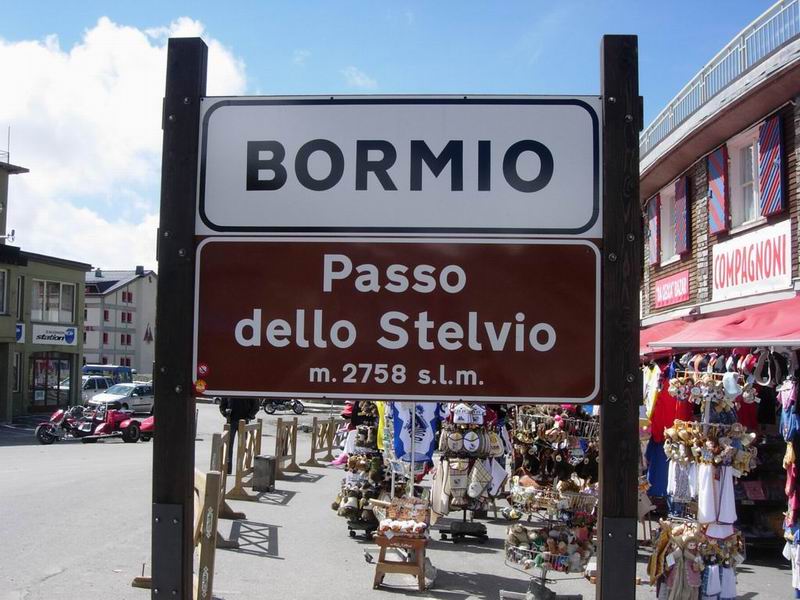 BORMIO
Passo
dello Stelvio
m. 2758 s.l.m.
COMPAGNONI
station